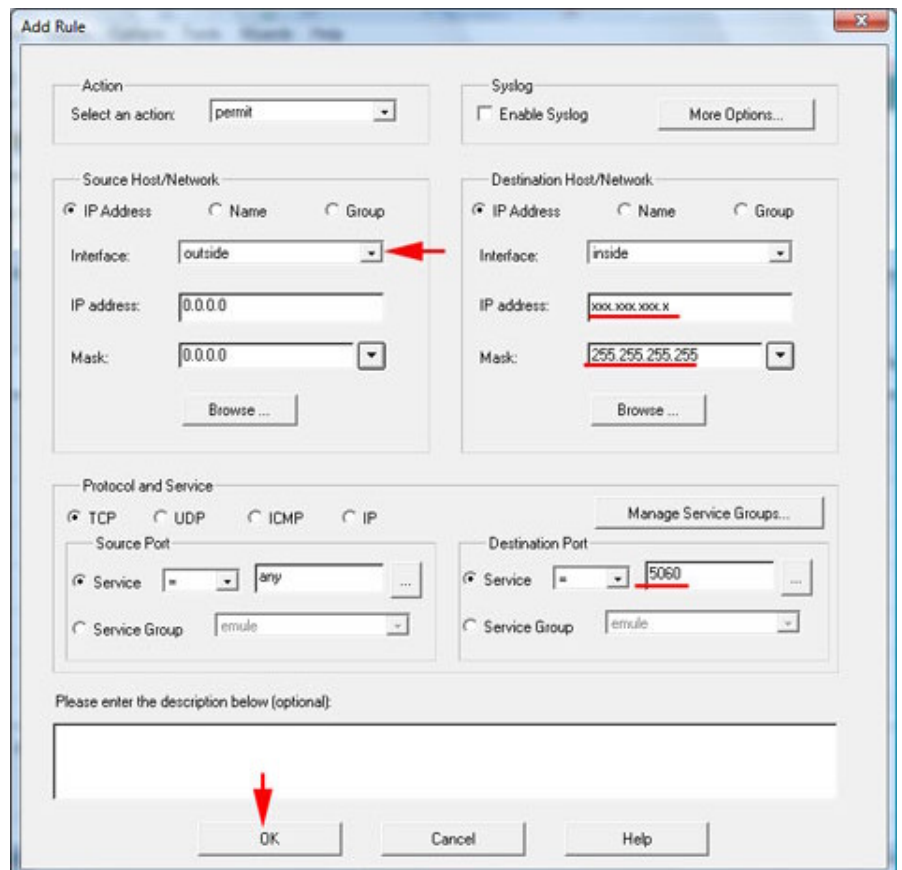 Add Rule
Action
Select an action: permit
Syslog
Enable Syslog More Options...
Source Host/Network
IP Address Name Group
Interface: outside
IP address: 0.0.0.0
Mask: 0.0.0.0
Browse ...
Destination Host/Network
IP Address Name Group
Interface: inside
IP address: xxx.xxx.xxx.x
Mask: 255.255.255.255
Browse ...
Protocol and Service
TCP UDP ICMP IP Manage Service Groups...
Source Port
Service = any ...
Service Group emule
Destination Port
Service = 5060 ...
Service Group emule
Please enter the description below (optional):
OK Cancel Help